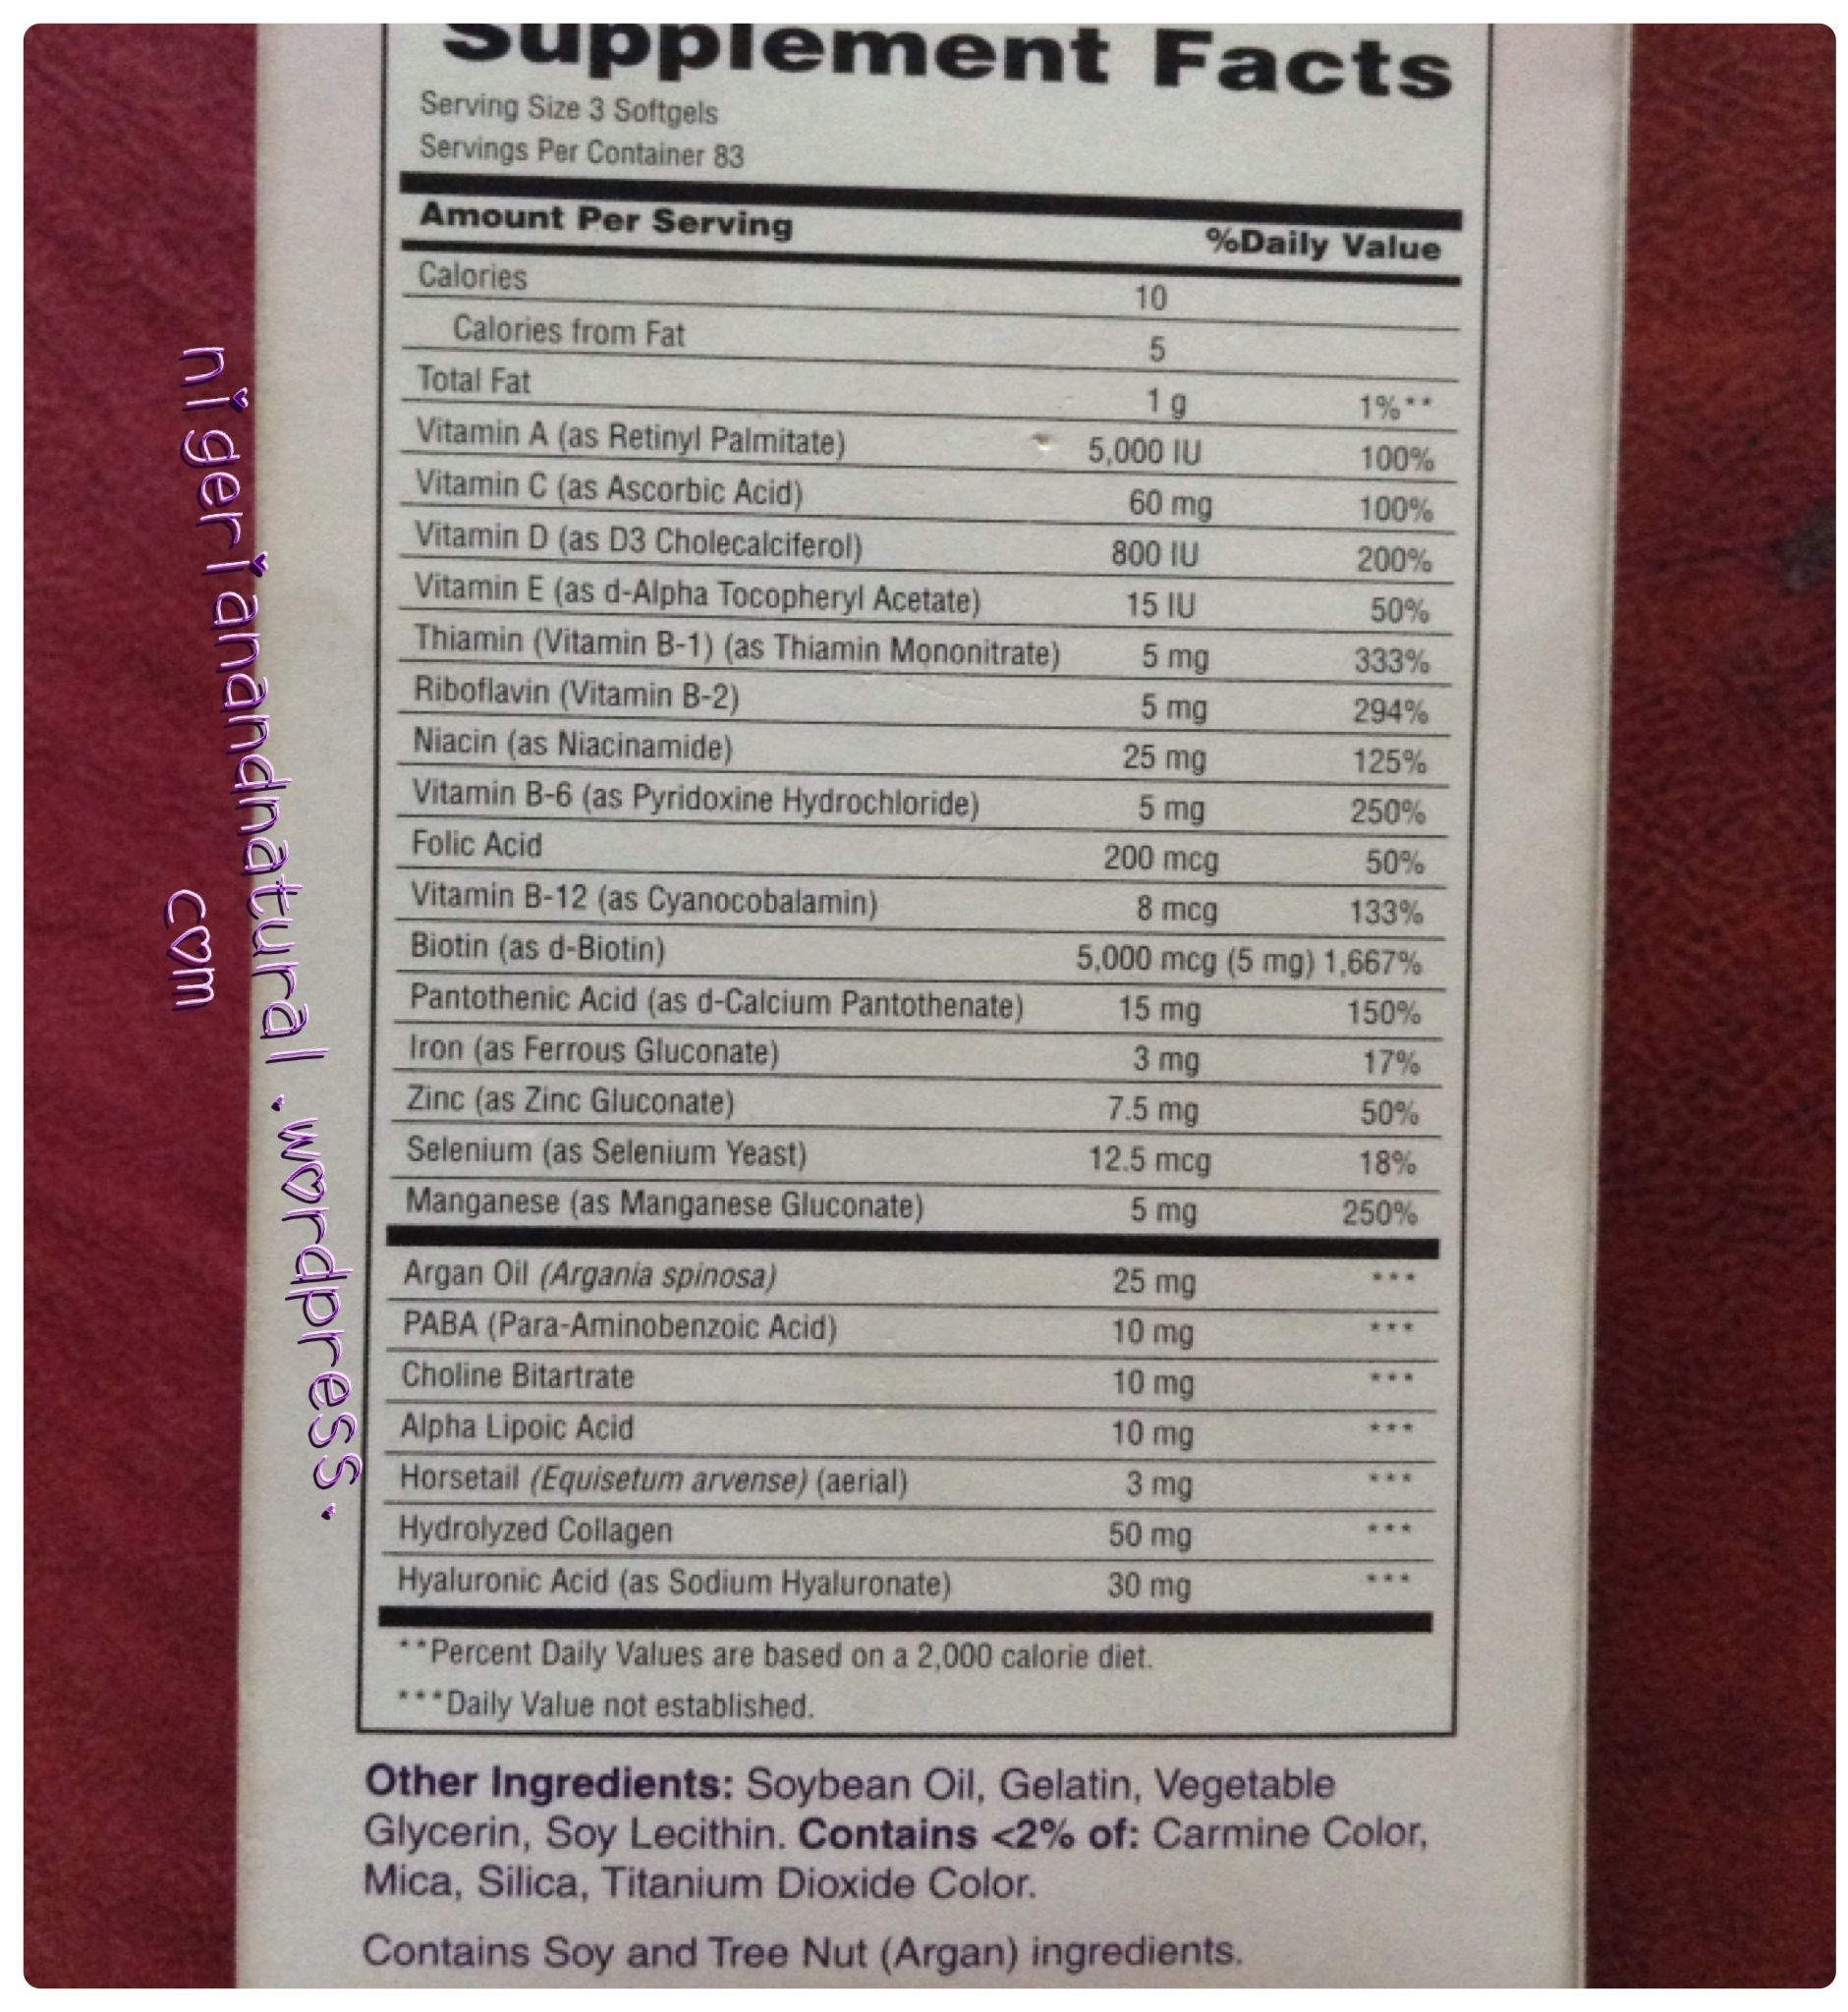 Supplement Facts
Serving Size 3 Softgels
Servings Per Container 83
Amount Per Serving %Daily Value
Calories 10
Calories from Fat 5
Total Fat 1 g 1%**
Vitamin A (as Retinyl Palmitate) 5,000 IU 100%
Vitamin C (as Ascorbic Acid) 60 mg 100%
Vitamin D (as D3 Cholecalciferol) 800 IU 200%
Vitamin E (as d-Alpha Tocopheryl Acetate) 15 IU 50%
Thiamin (Vitamin B-1) (as Thiamin Mononitrate) 5 mg 333%
Riboflavin (Vitamin B-2) 5 mg 294%
Niacin (as Niacinamide) 25 mg 125%
Vitamin B-6 (as Pyridoxine Hydrochloride) 5 mg 250%
Folic Acid 200 mcg 50%
Vitamin B-12 (as Cyanocobalamin) 8 mcg 133%
Biotin (as d-Biotin) 5,000 mcg (5 mg) 1,667%
Pantothenic Acid (as d-Calcium Pantothenate) 15 mg 150%
Iron (as Ferrous Gluconate) 3 mg 17%
Zinc (as Zinc Gluconate) 7.5 mg 50%
Selenium (as Selenium Yeast) 12.5 mcg 18%
Manganese (as Manganese Gluconate) 5 mg 250%
Argan Oil (Argania spinosa) 25 mg ***
PABA (Para-Aminobenzoic Acid) 10 mg ***
Choline Bitartrate 10 mg ***
Alpha Lipoic Acid 10 mg ***
Horsetail (Equisetum arvense) (aerial) 3 mg ***
Hydrolyzed Collagen 50 mg ***
Hyaluronic Acid (as Sodium Hyaluronate) 30 mg ***
**Percent Daily Values are based on a 2,000 calorie diet.
***Daily Value not established.
Other Ingredients: Soybean Oil, Gelatin, Vegetable
Glycerin, Soy Lecithin. Contains <2% of: Carmine Color,
Mica, Silica, Titanium Dioxide Color.
Contains Soy and Tree Nut (Argan) ingredients.
nigerianandnatural.wordpress.
com